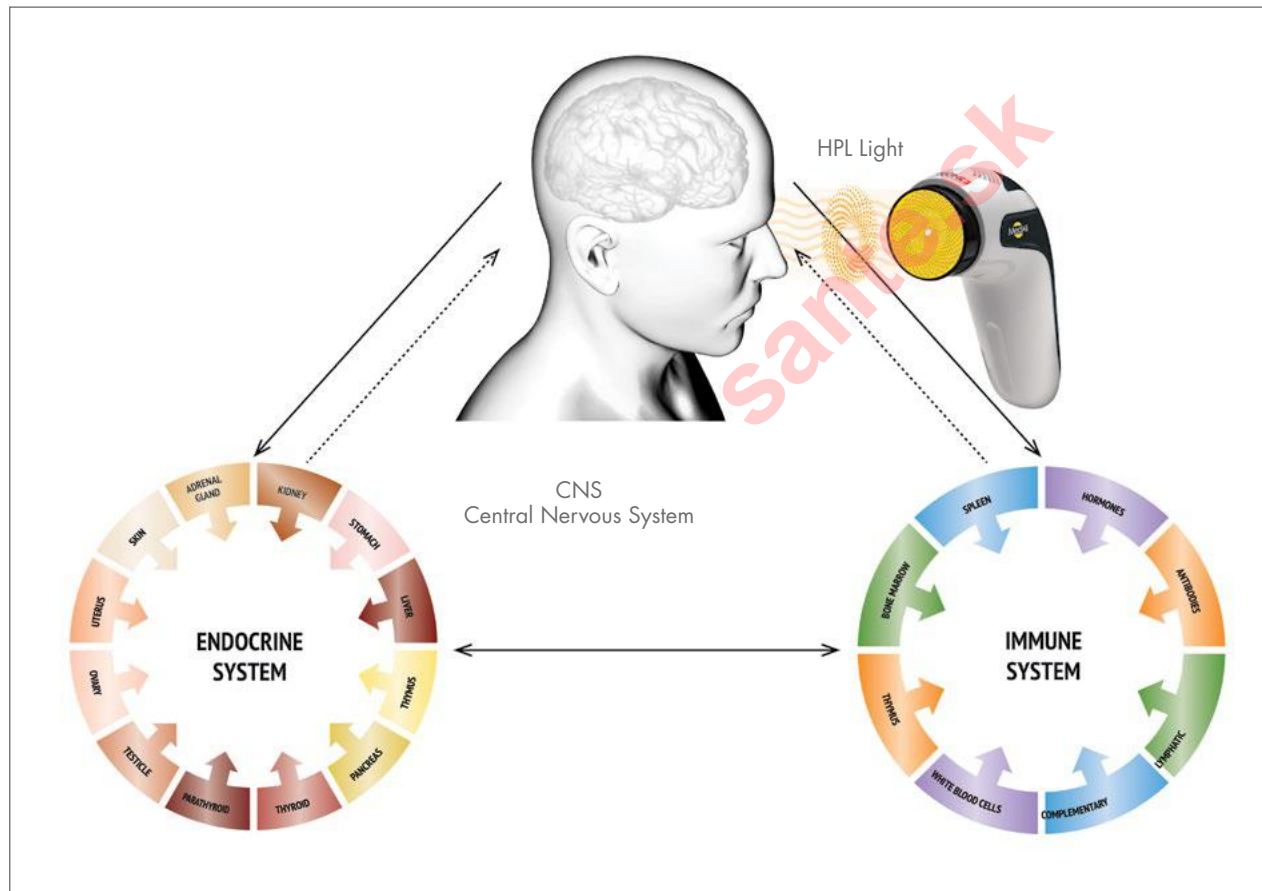 HPL Light
MedAll
sante.sk
CNS
Central Nervous System
ENDOCRINE
SYSTEM
ADRENAL
GLAND
KIDNEY
STOMACH
LIVER
THYMUS
PANCREAS
THYROID
PARATHYROID
TESTICLE
OVARY
UTERUS
SKIN
IMMUNE
SYSTEM
SPLEEN
HORMONES
ANTIBODIES
LYMPHATIC
COMPLEMENTARY
WHITE BLOOD CELLS
THYMUS
BONE MARROW